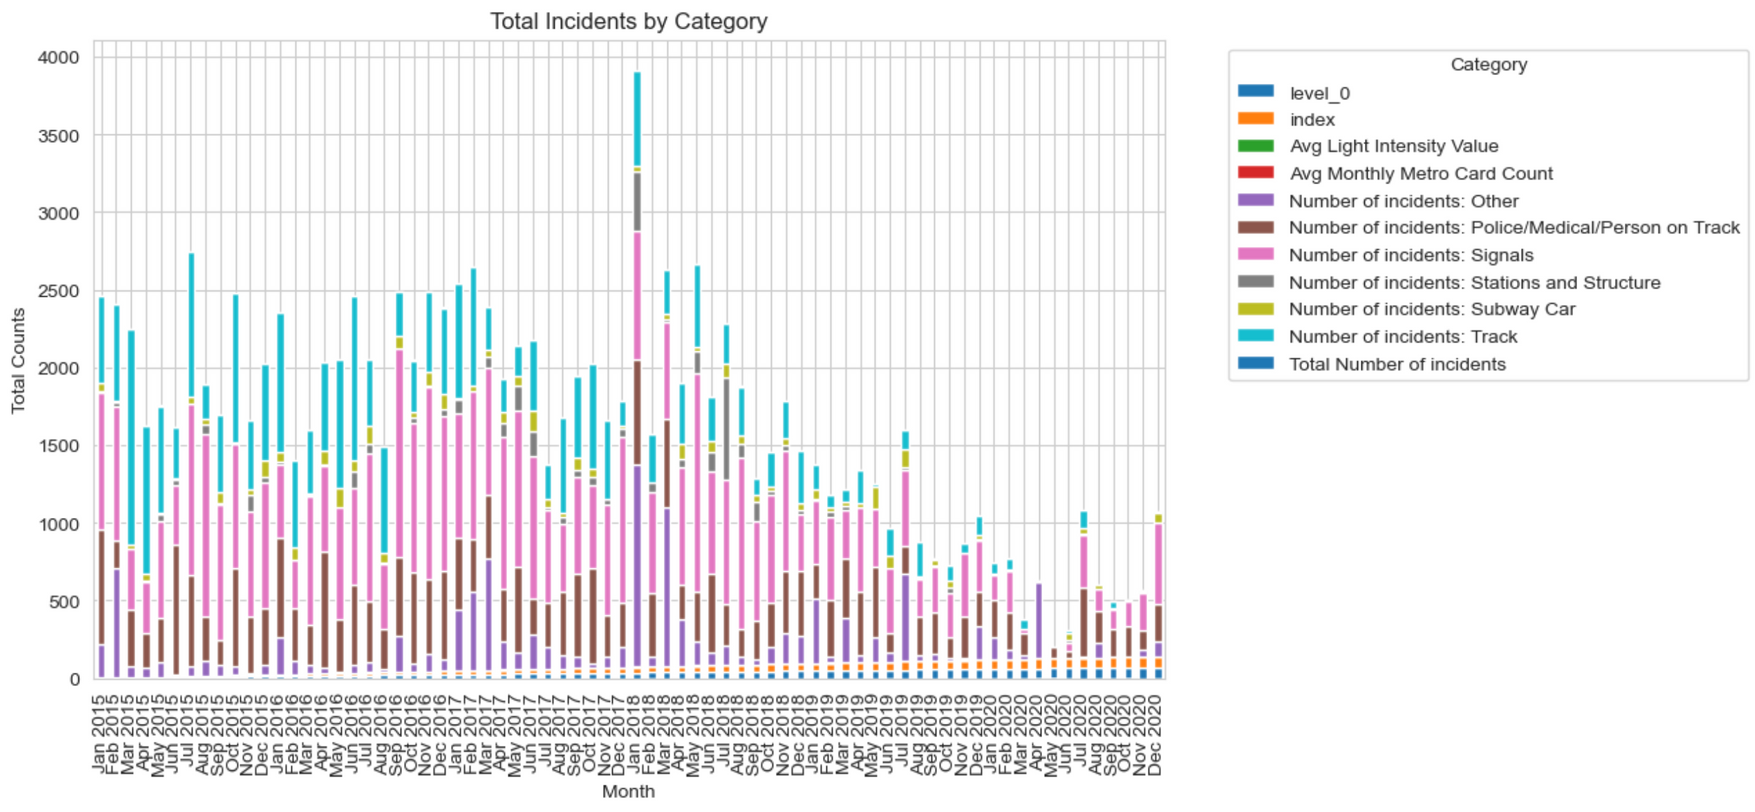 Total Incidents by Category
4000
3500
3000
2500
2000
1500
1000
500
0
Total Counts
Jan 2015
Feb 2015
Mar 2015
Apr 2015
May 2015
Jun 2015
Jul 2015
Aug 2015
Sep 2015
Oct 2015
Nov 2015
Dec 2015
Jan 2016
Feb 2016
Mar 2016
Apr 2016
May 2016
Jun 2016
Jul 2016
Aug 2016
Sep 2016
Oct 2016
Nov 2016
Dec 2016
Jan 2017
Feb 2017
Mar 2017
Apr 2017
May 2017
Jun 2017
Jul 2017
Aug 2017
Sep 2017
Oct 2017
Nov 2017
Dec 2017
Jan 2018
Feb 2018
Mar 2018
Apr 2018
May 2018
Jun 2018
Jul 2018
Aug 2018
Sep 2018
Oct 2018
Nov 2018
Dec 2018
Jan 2019
Feb 2019
Mar 2019
Apr 2019
May 2019
Jun 2019
Jul 2019
Aug 2019
Sep 2019
Oct 2019
Nov 2019
Dec 2019
Jan 2020
Feb 2020
Mar 2020
Apr 2020
May 2020
Jun 2020
Jul 2020
Aug 2020
Sep 2020
Oct 2020
Nov 2020
Dec 2020
Month
Category
level_0
index
Avg Light Intensity Value
Avg Monthly Metro Card Count
Number of incidents: Other
Number of incidents: Police/Medical/Person on Track
Number of incidents: Signals
Number of incidents: Stations and Structure
Number of incidents: Subway Car
Number of incidents: Track
Total Number of incidents